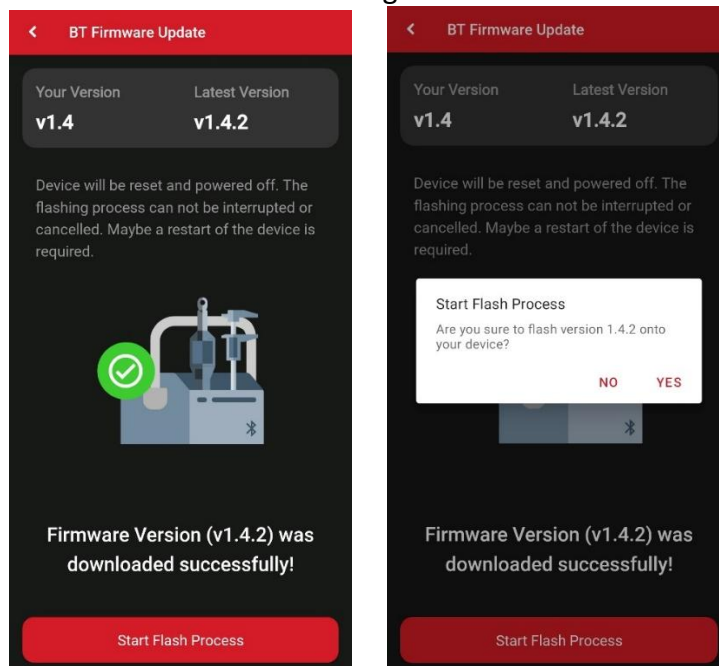 BT Firmware Update
Your Version Latest Version
v1.4 v1.4.2
Device will be reset and powered off. The
flashing process can not be interrupted or
cancelled. Maybe a restart of the device is
required.
Firmware Version (v1.4.2) was
downloaded successfully!
Start Flash Process
BT Firmware Update
Your Version Latest Version
v1.4 v1.4.2
Device will be reset and powered off. The
flashing process can not be interrupted or
cancelled. Maybe a restart of the device is
required.
Start Flash Process
Are you sure to flash version 1.4.2 onto
your device?
NO YES
Firmware Version (v1.4.2) was
downloaded successfully!
Start Flash Process